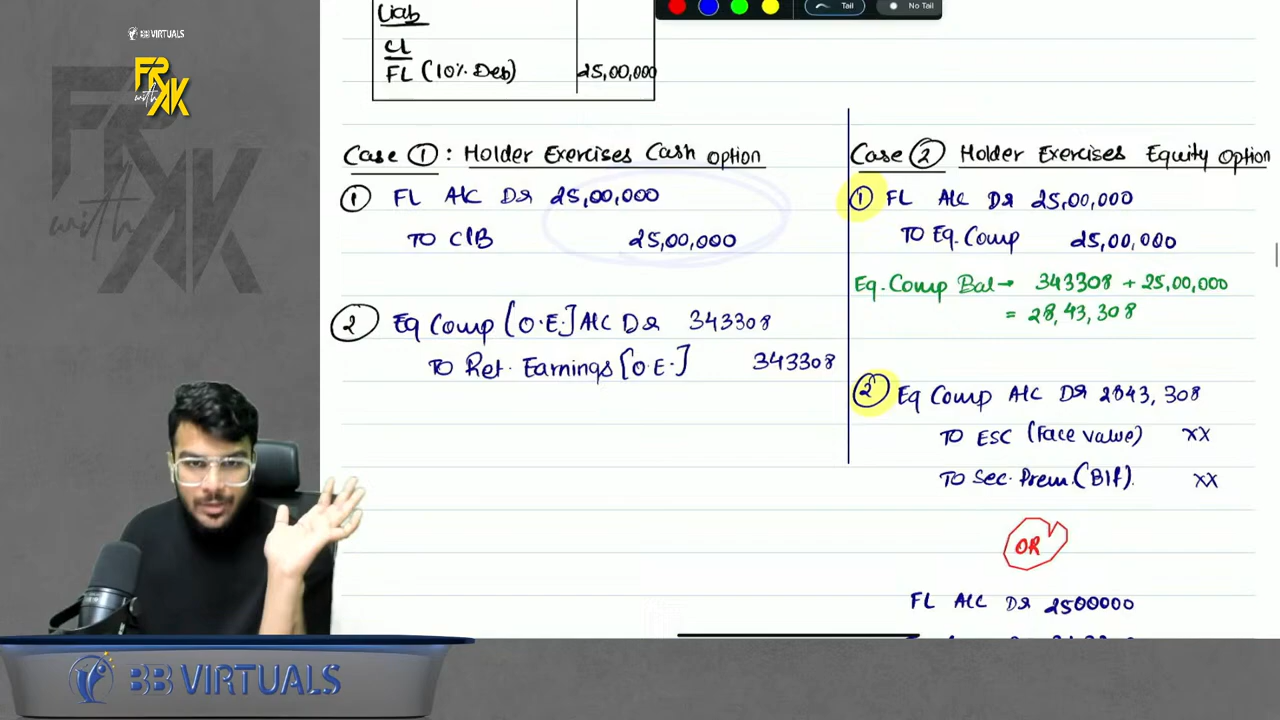 BB VIRTUALS
FR
with
AK
FR
with
AK
Tail
No Tail
Liab
CL
FL (10% Deb) 25,00,000
Case ① : Holder Exercises Cash option
① FL A/C Dr 25,00,000
TO C/B 25,00,000
② Eq Comp [O.E.] A/C Dr 343308
TO Ret. Earnings [O.E.] 343308
Case ② Holder Exercises Equity Option
① FL A/C Dr 25,00,000
TO Eq. Comp 25,00,000
Eq. Comp Bal → 343308 + 25,00,000
= 28,43,308
② Eq Comp A/C Dr 2843,308
TO ESC (Face value) xx
TO Sec. Prem. (B/f). xx
OR
FL A/C Dr 2500000
BB VIRTUALS